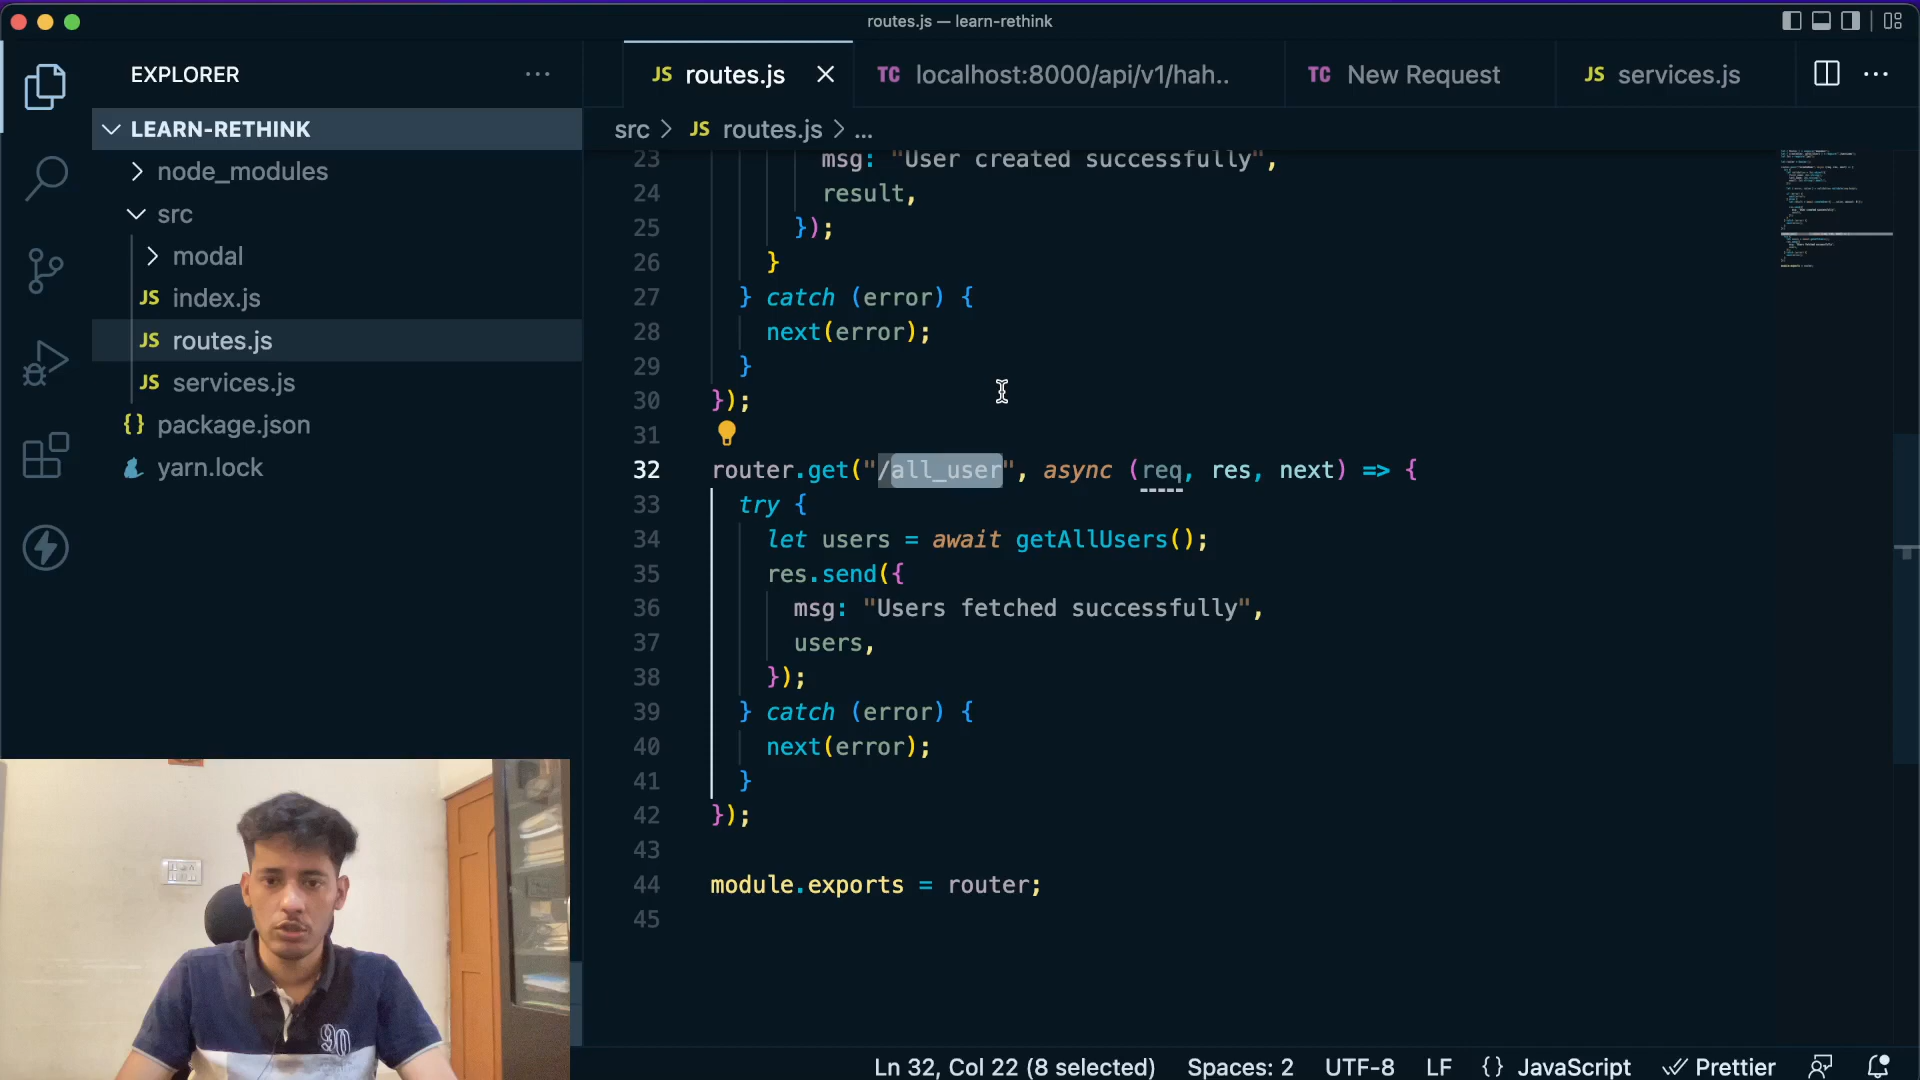 routes.js — learn-rethink
EXPLORER
LEARN-RETHINK
node_modules
src
modal
JS index.js
JS routes.js
JS services.js
{} package.json
yarn.lock
JS routes.js
TC localhost:8000/api/v1/hah..
TC New Request
JS services.js
src > JS routes.js > ...
23 msg: "User created successfully",
24 result,
25 });
26 }
27 } catch (error) {
28 next(error);
29 }
30 });
31
32 router.get("/all_user", async (req, res, next) => {
33 try {
34 let users = await getAllUsers();
35 res.send({
36 msg: "Users fetched successfully",
37 users,
38 });
39 } catch (error) {
40 next(error);
41 }
42 });
43
44 module.exports = router;
45
Ln 32, Col 22 (8 selected) Spaces: 2 UTF-8 LF {} JavaScript Prettier